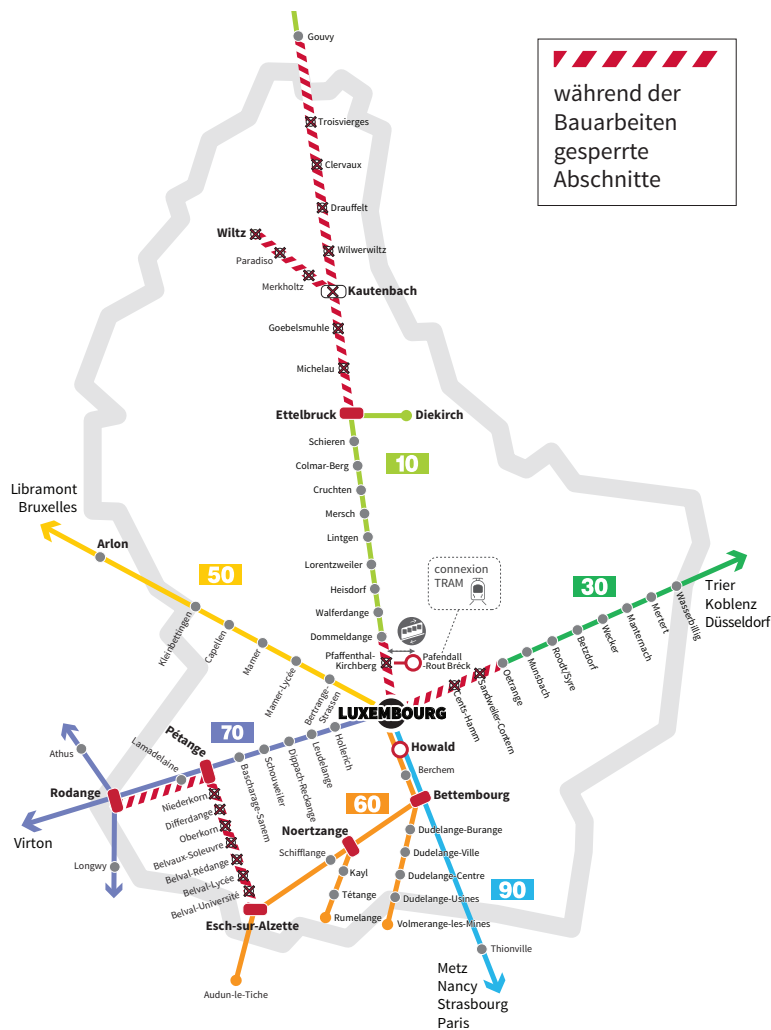 Gouvy
während der
Bauarbeiten
gesperrte
Abschnitte
Troisvierges
Clervaux
Drauffelt
Wiltz
Wilwerwiltz
Paradiso
Merkholtz
Kautenbach
Goebelsmuhle
Michelau
Ettelbruck
Diekirch
Schieren
10
Colmar-Berg
Cruchten
Mersch
Lintgen
Lorentzweiler
Heisdorf
Walferdange
Dommeldange
Pfaffenthal-
Kirchberg
Pafendall
-Rout Bréck
connexion
TRAM
Libramont
Bruxelles
Arlon
50
Kleinbettingen
Capellen
Mamer
Mamer-Lycée
Bertrange-
Strassen
LUXEMBOURG
30
Trier
Koblenz
Düsseldorf
Cents-Hamm
Sandweiler-Contern
Oetrange
Munsbach
Roodt/Syre
Betzdorf
Wecker
Manternach
Mertert
Wasserbillig
70
Athus
Lamadelaine
Pétange
Rodange
Virton
Longwy
Bascharage-Sanem
Schouweiler
Dippach-Reckange
Leudelange
Hollerich
Niederkorn
Differdange
Oberkorn
Belvaux-Soleuvre
Belval-Rédange
Belval-Lycée
Belval-Université
Esch-sur-Alzette
Audun-le-Tiche
Howald
Berchem
60
Bettembourg
Noertzange
Schifflange
Kayl
Tétange
Rumelange
Dudelange-Burange
Dudelange-Ville
Dudelange-Centre
Dudelange-Usines
Volmerange-les-Mines
90
Thionville
Metz
Nancy
Strasbourg
Paris